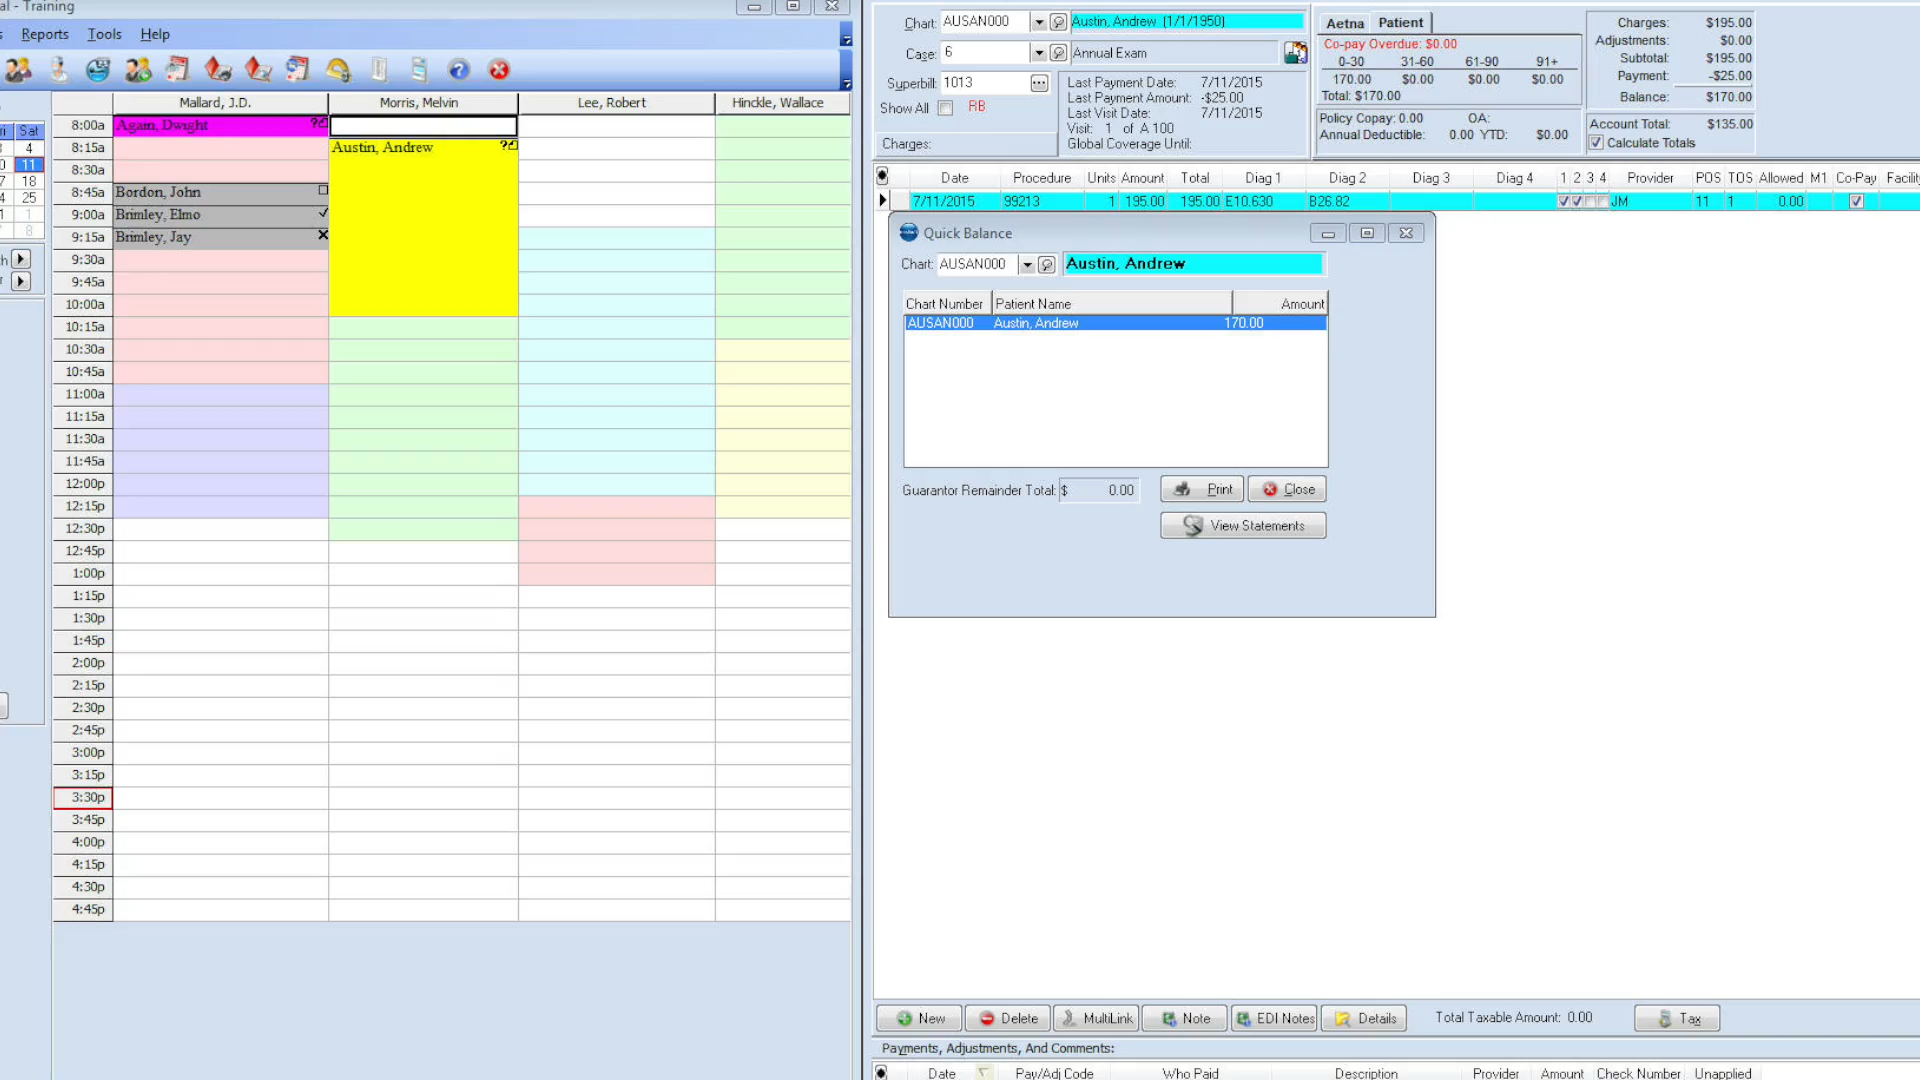 al - Training
s Reports Tools Help
Mallard, J.D. Morris, Melvin Lee, Robert Hinckle, Wallace
ri Sat
3 4
0 11
7 18
4 25
1 1
7 8
8:00a Again, Dwight ?
8:15a Austin, Andrew ?
8:30a
8:45a Bordon, John
9:00a Brimley, Elmo
9:15a Brimley, Jay
9:30a
9:45a
10:00a
10:15a
10:30a
10:45a
11:00a
11:15a
11:30a
11:45a
12:00p
12:15p
12:30p
12:45p
1:00p
1:15p
1:30p
1:45p
2:00p
2:15p
2:30p
2:45p
3:00p
3:15p
3:30p
3:45p
4:00p
4:15p
4:30p
4:45p
Chart: AUSAN000 Austin, Andrew (1/1/1950)
Case: 6 Annual Exam
Superbill: 1013
Show All RB
Charges:
Last Payment Date: 7/11/2015
Last Payment Amount: -$25.00
Last Visit Date: 7/11/2015
Visit: 1 of A 100
Global Coverage Until:
Aetna Patient
Co-pay Overdue: $0.00
0-30 31-60 61-90 91+
170.00 $0.00 $0.00 $0.00
Total: $170.00
Policy Copay: 0.00 OA:
Annual Deductible: 0.00 YTD: $0.00
Charges: $195.00
Adjustments: $0.00
Subtotal: $195.00
Payment: -$25.00
Balance: $170.00
Account Total: $135.00
Calculate Totals
Date Procedure Units Amount Total Diag 1 Diag 2 Diag 3 Diag 4 1 2 3 4 Provider POS TOS Allowed M1 Co-Pay Facility
7/11/2015 99213 1 195.00 195.00 E10.630 B26.82 JM 11 1 0.00
Quick Balance
Chart: AUSAN000 Austin, Andrew
Chart Number Patient Name Amount
AUSAN000 Austin, Andrew 170.00
Guarantor Remainder Total: $ 0.00 Print Close
View Statements
New Delete MultiLink Note EDI Notes Details Total Taxable Amount: 0.00 Tax
Payments, Adjustments, And Comments:
Date Pay/Adj Code Who Paid Description Provider Amount Check Number Unapplied